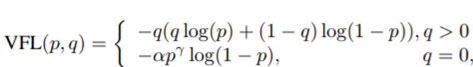 VFL(p, q) = { −q(q log(p) + (1 − q) log(1 − p)), q > 0
−αp^γ log(1 − p), q = 0,